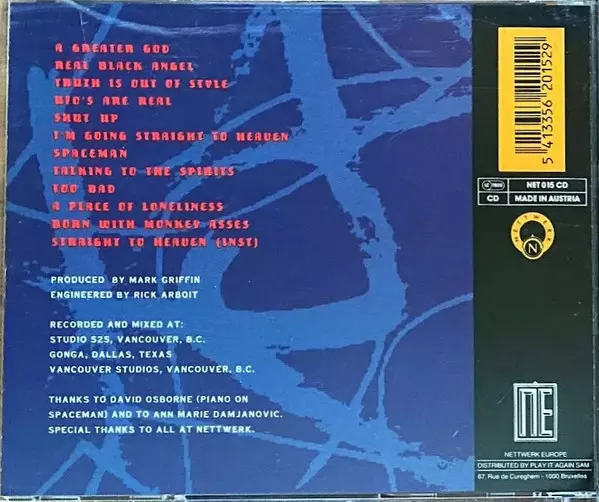 A GREATER GOD
REAL BLACK ANGEL
TRUTH IS OUT OF STYLE
UFO'S ARE REAL
SHUT UP
I'M GOING STRAIGHT TO HEAVEN
SPACEMAN
TALKING TO THE SPIRITS
TOO BAD
A PLACE OF LONELINESS
BORN WITH MONKEY ASSES
STRAIGHT TO HEAVEN (INST)
PRODUCED BY MARK GRIFFIN
ENGINEERED BY RICK ARBOIT
RECORDED AND MIXED AT:
STUDIO 525, VANCOUVER, B.C.
GONGA, DALLAS, TEXAS
VANCOUVER STUDIOS, VANCOUVER, B.C.
THANKS TO DAVID OSBORNE (PIANO ON
SPACEMAN) AND TO ANN MARIE DAMJANOVIC.
SPECIAL THANKS TO ALL AT NETTWERK.
5 413356 201529
NET 015 CD
CD
MADE IN AUSTRIA
NETTWERK
N
NE
NETTWERK EUROPE
DISTRIBUTED BY PLAY IT AGAIN SAM
67, Rue de Cureghem - 1000 Bruxelles